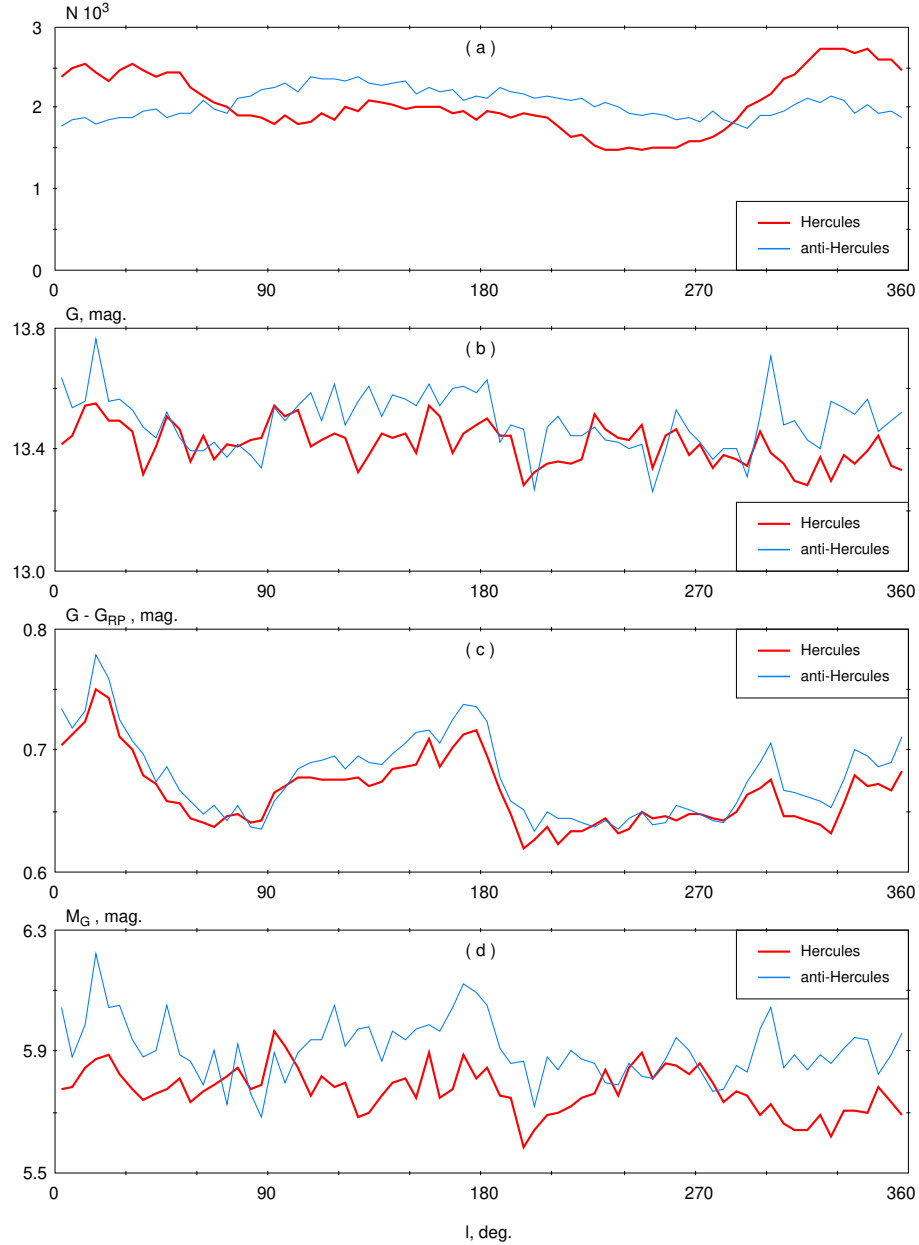 N 10³
3
( a )
2
1
Hercules
anti-Hercules
0
0 90 180 270 360
G, mag.
13.8
( b )
13.4
Hercules
anti-Hercules
13.0
0 90 180 270 360
G - G_RP , mag.
0.8
( c )
Hercules
anti-Hercules
0.7
0.6
0 90 180 270 360
M_G , mag.
6.3
( d )
Hercules
anti-Hercules
5.9
5.5
0 90 180 270 360
l, deg.